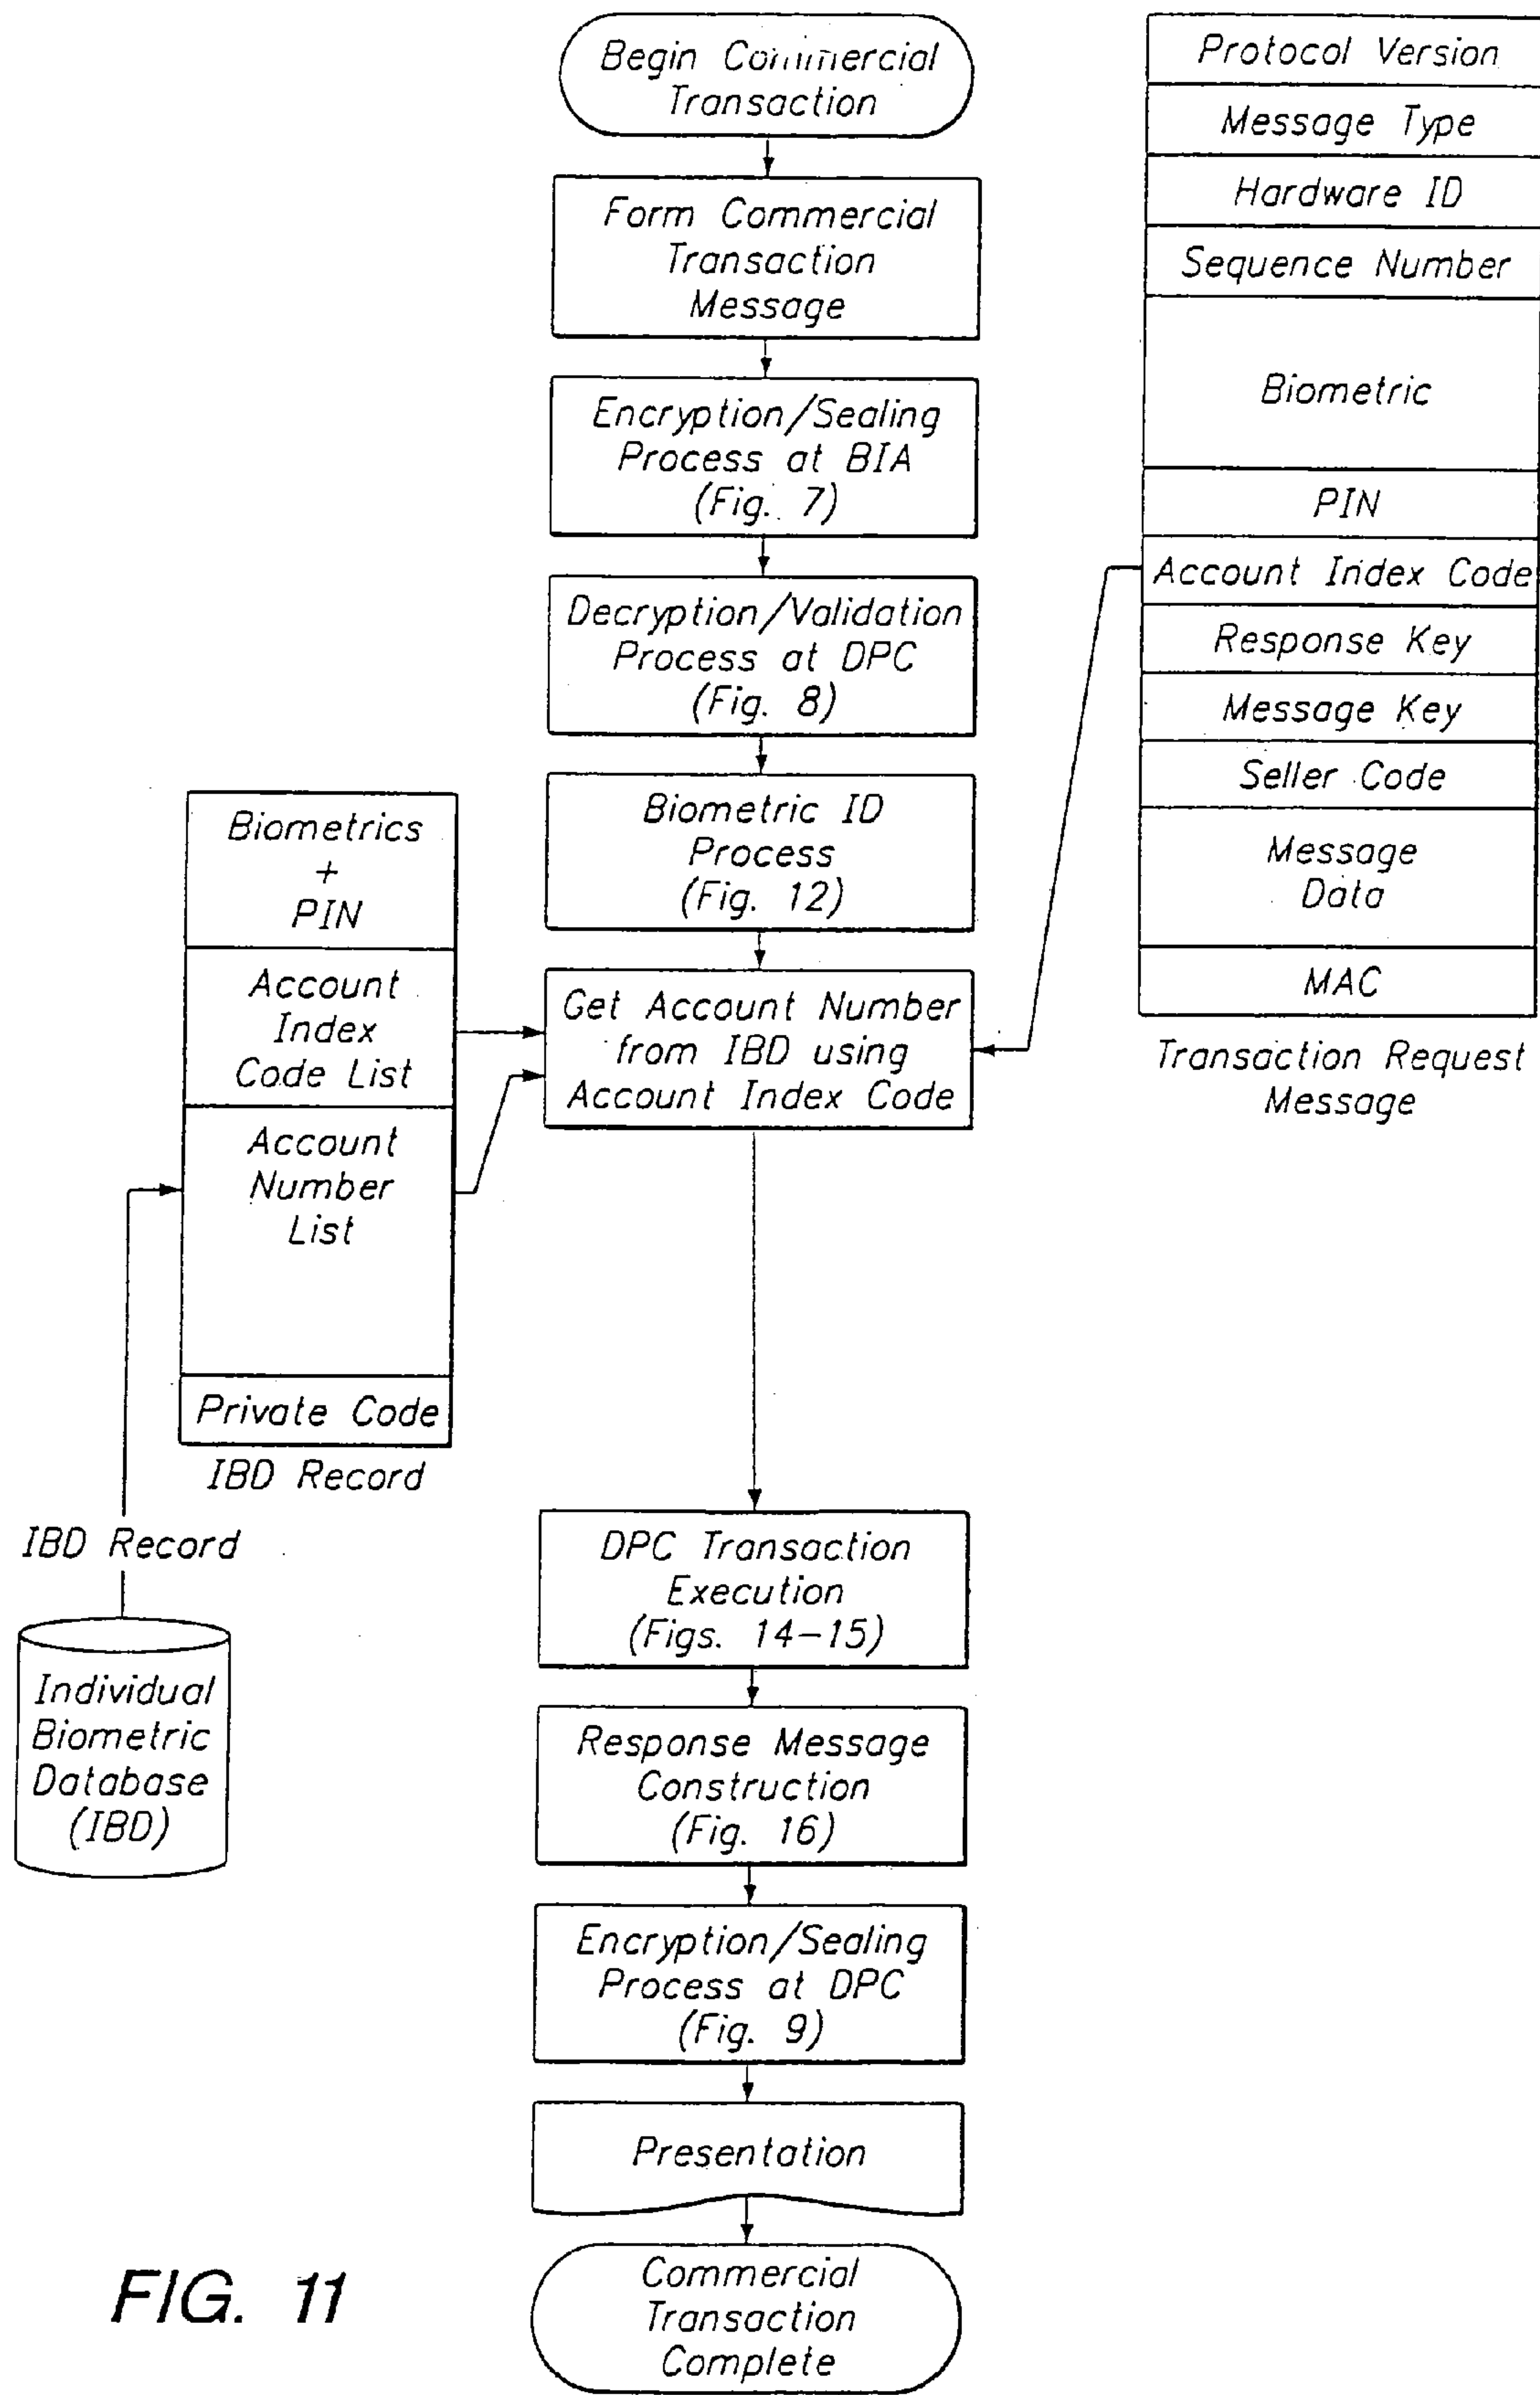 Begin Commercial
Transaction
Form Commercial
Transaction
Message
Encryption/Sealing
Process at BIA
(Fig. 7)
Decryption/Validation
Process at DPC
(Fig. 8)
Biometric ID
Process
(Fig. 12)
Get Account Number
from IBD using
Account Index Code
DPC Transaction
Execution
(Figs. 14-15)
Response Message
Construction
(Fig. 16)
Encryption/Sealing
Process at DPC
(Fig. 9)
Presentation
Commercial
Transaction
Complete
Protocol Version
Message Type
Hardware ID
Sequence Number
Biometric
PIN
Account Index Code
Response Key
Message Key
Seller Code
Message
Data
MAC
Transaction Request
Message
Biometrics
+
PIN
Account
Index
Code List
Account
Number
List
Private Code
IBD Record
IBD Record
Individual
Biometric
Database
(IBD)
FIG. 11